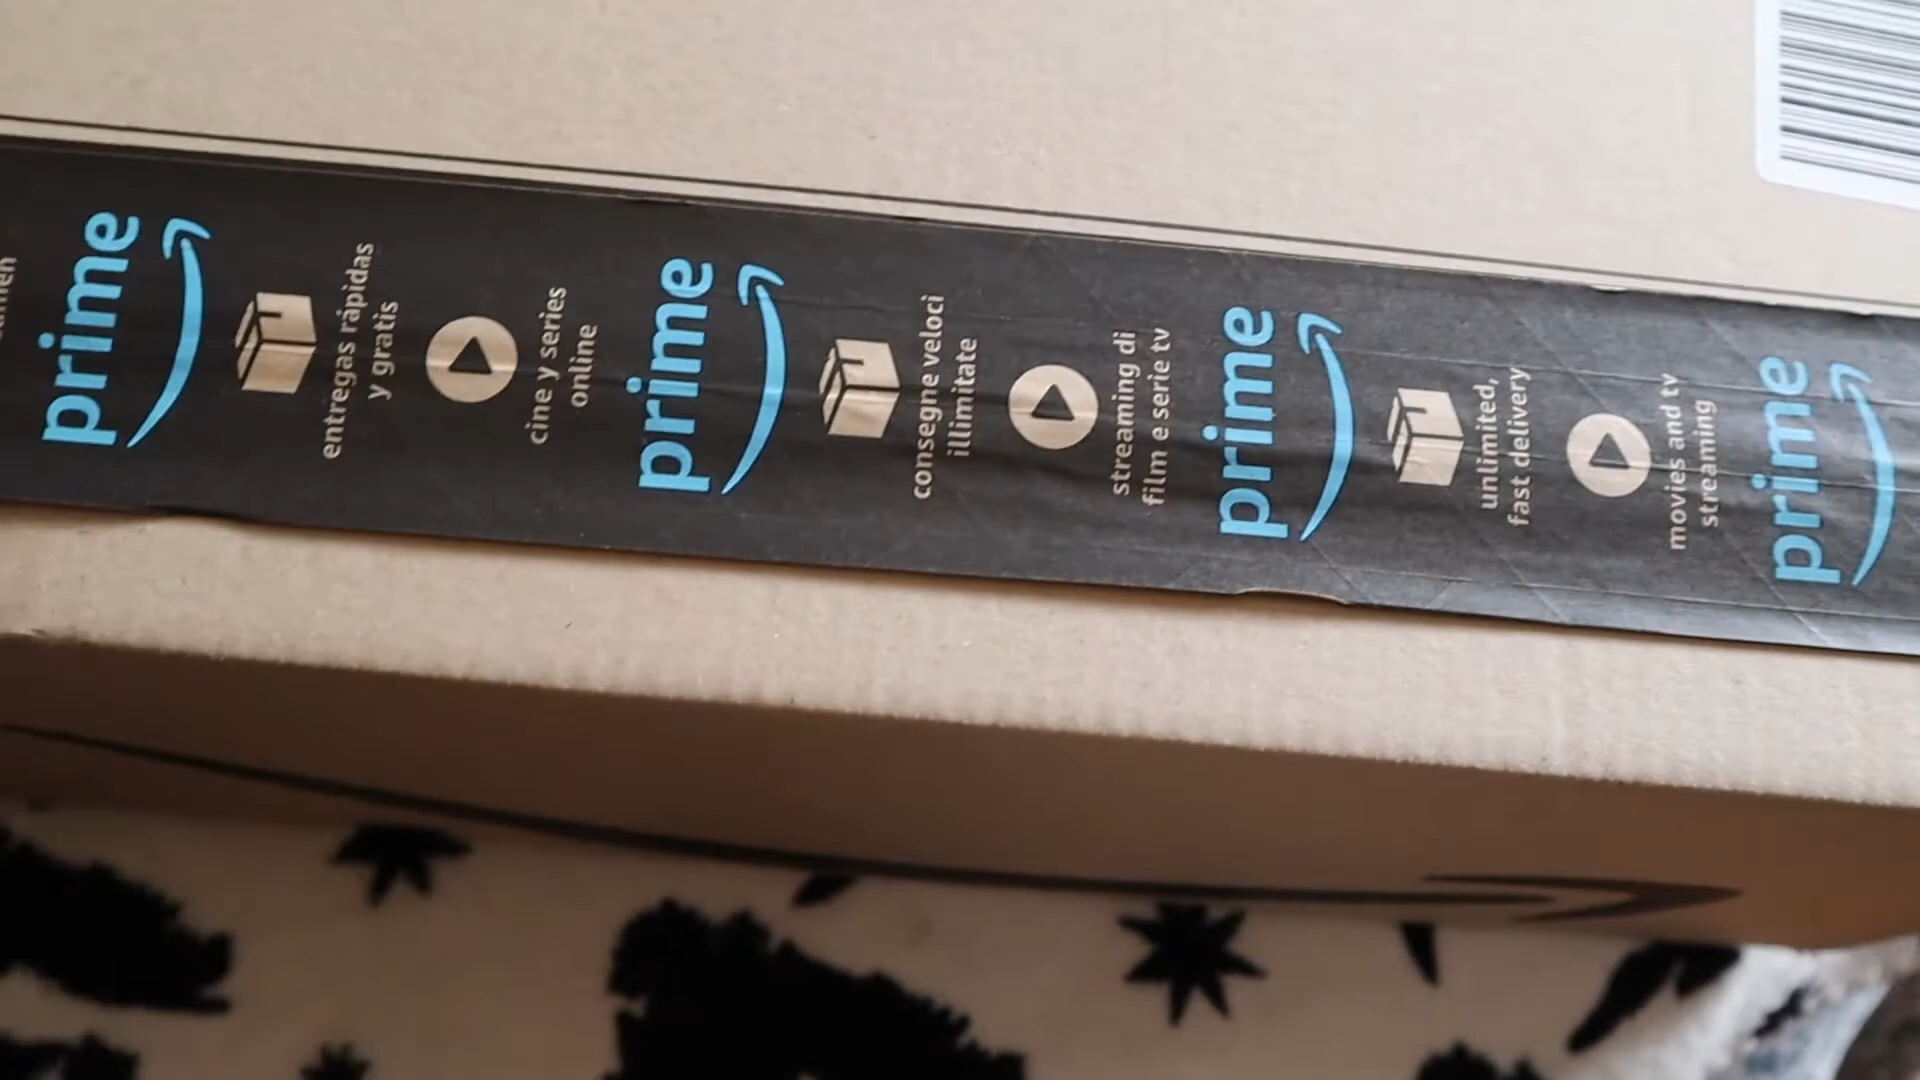 prime
entregas rápidas
y gratis
cine y series
online
prime
consegne veloci
illimitate
streaming di
film e serie tv
prime
unlimited,
fast delivery
movies and tv
streaming
prime